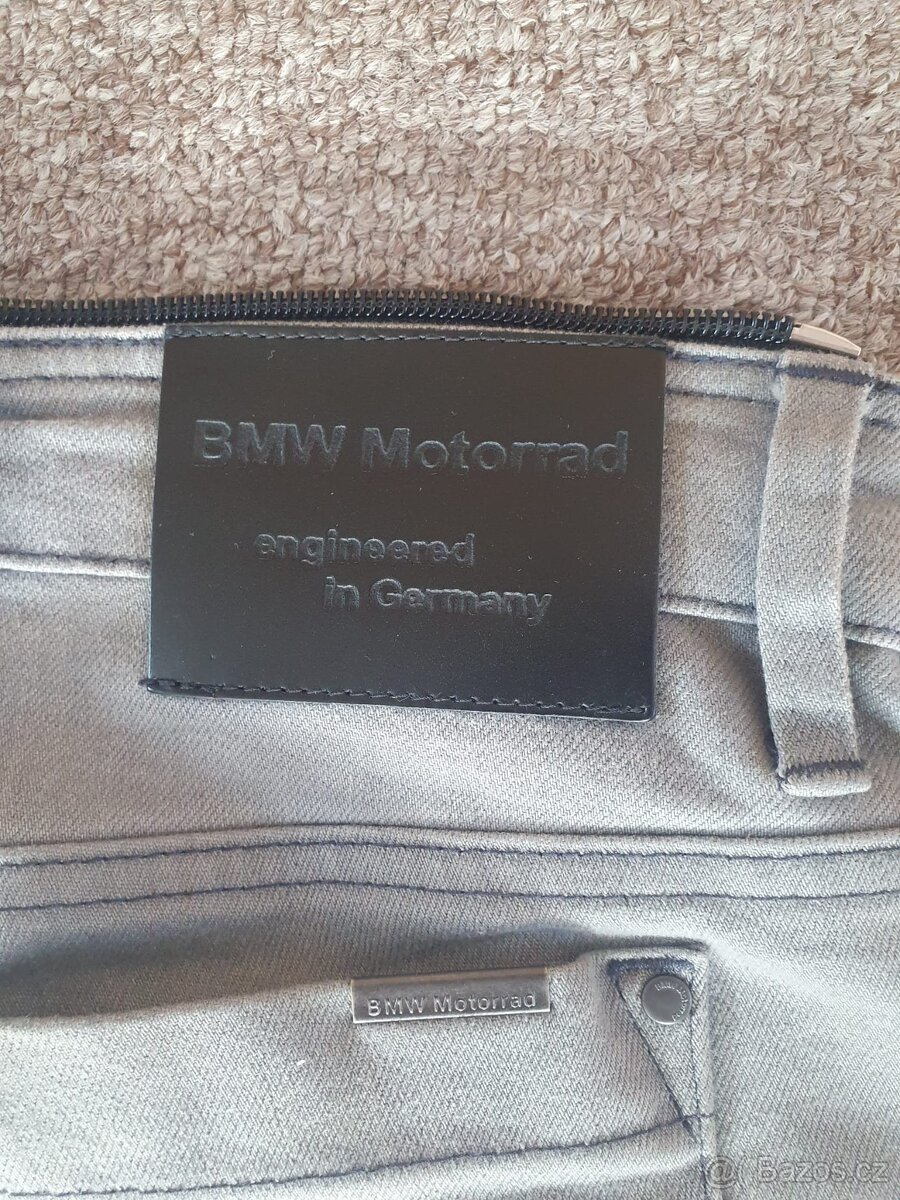 BMW Motorrad
engineered
in Germany
BMW Motorrad
Bazos.cz